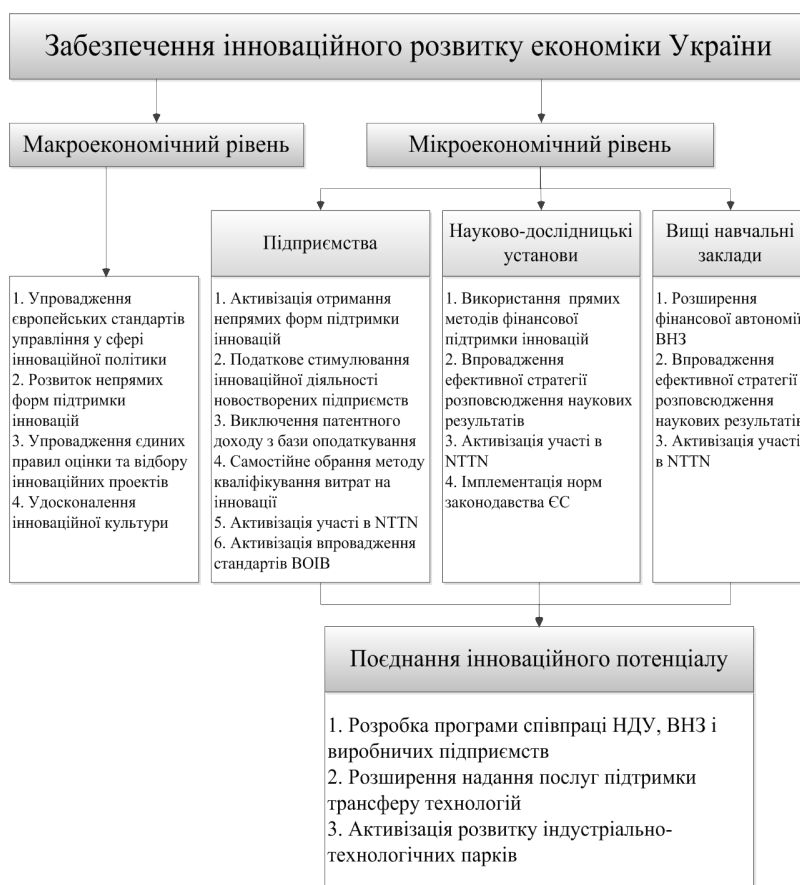 Забезпечення інноваційного розвитку економіки України
Макроекономічний рівень
Мікроекономічний рівень
1. Упровадження
європейських стандартів
управління у сфері
інноваційної політики
2. Розвиток непрямих
форм підтримки
інновацій
3. Упровадження єдиних
правил оцінки та відбору
інноваційних проектів
4. Удосконалення
інноваційної культури
Підприємства
1. Активізація отримання
непрямих форм підтримки
інновацій
2. Податкове стимулювання
інноваційної діяльності
новостворених підприємств
3. Виключення патентного
доходу з бази оподаткування
4. Самостійне обрання методу
кваліфікування витрат на
інновації
5. Активізація участі в NTTN
6. Активізація впровадження
стандартів ВОІВ
Науково-дослідницькі
установи
1. Використання прямих
методів фінансової
підтримки інновацій
2. Впровадження
ефективної стратегії
розповсюдження наукових
результатів
3. Активізація участі в
NTTN
4. Імплементація норм
законодавства ЄС
Вищі навчальні
заклади
1. Розширення
фінансової автономії
ВНЗ
2. Впровадження
ефективної стратегії
розповсюдження
наукових результатів
3. Активізація участі
в NTTN
Поєднання інноваційного потенціалу
1. Розробка програми співпраці НДУ, ВНЗ і
виробничих підприємств
2. Розширення надання послуг підтримки
трансферу технологій
3. Активізація розвитку індустріально-
технологічних парків